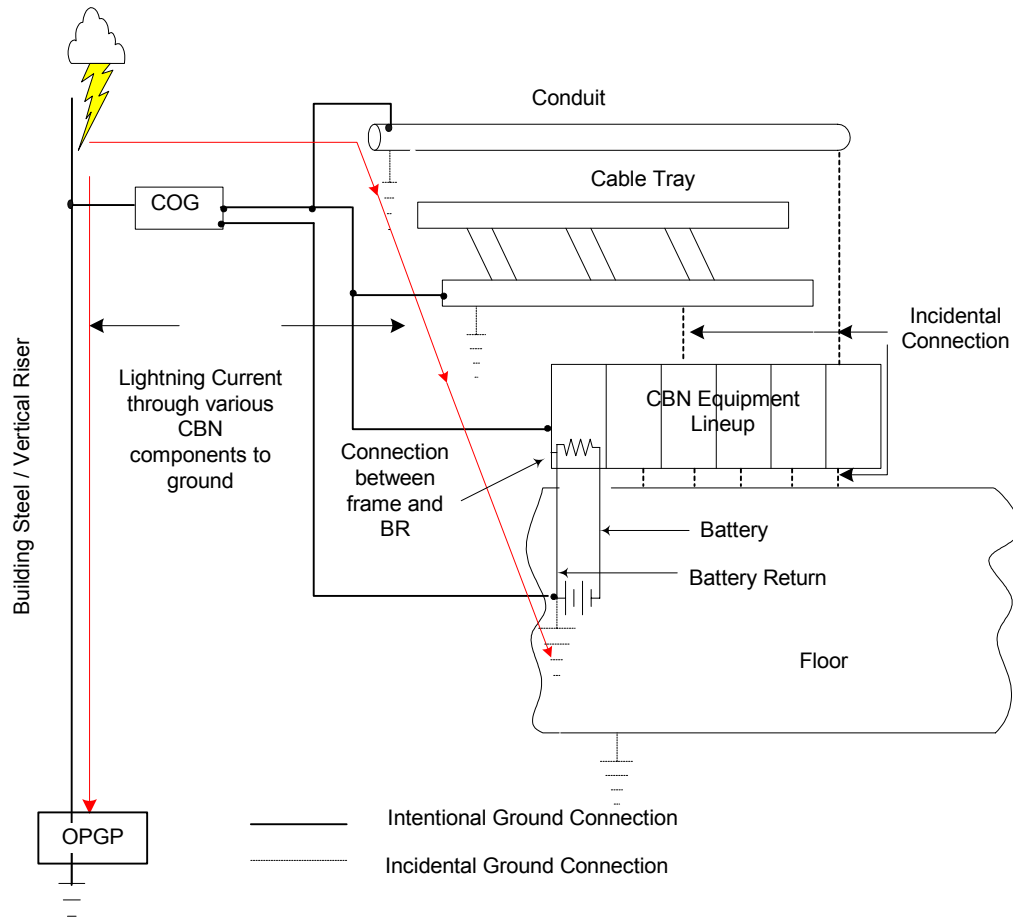 Conduit
Cable Tray
COG
Incidental
Connection
Building Steel / Vertical Riser
Lightning Current
through various
CBN
components to
ground
CBN Equipment
Lineup
Connection
between
frame and
BR
Battery
Battery Return
Floor
OPGP
Intentional Ground Connection
Incidental Ground Connection